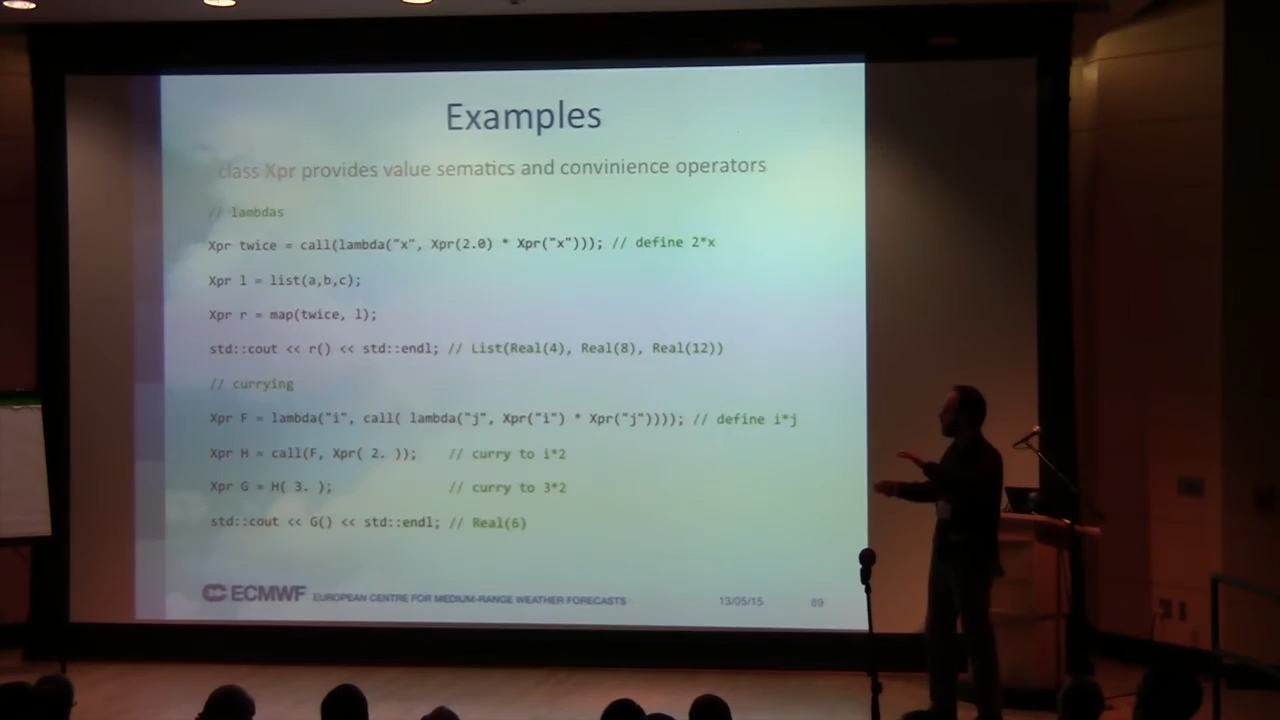 Examples
class Xpr provides value sematics and convinience operators
// lambdas
Xpr twice = call(lambda("x", Xpr(2.0) * Xpr("x"))); // define 2*x
Xpr l = list(a,b,c);
Xpr r = map(twice, l);
std::cout << r() << std::endl; // List(Real(4), Real(8), Real(12))
// currying
Xpr F = lambda("i", call( lambda("j", Xpr("i") * Xpr("j")))); // define i*j
Xpr H = call(F, Xpr( 2. )); // curry to i*2
Xpr G = H( 3. ); // curry to 3*2
std::cout << G() << std::endl; // Real(6)
ECMWF EUROPEAN CENTRE FOR MEDIUM-RANGE WEATHER FORECASTS 13/05/15 89